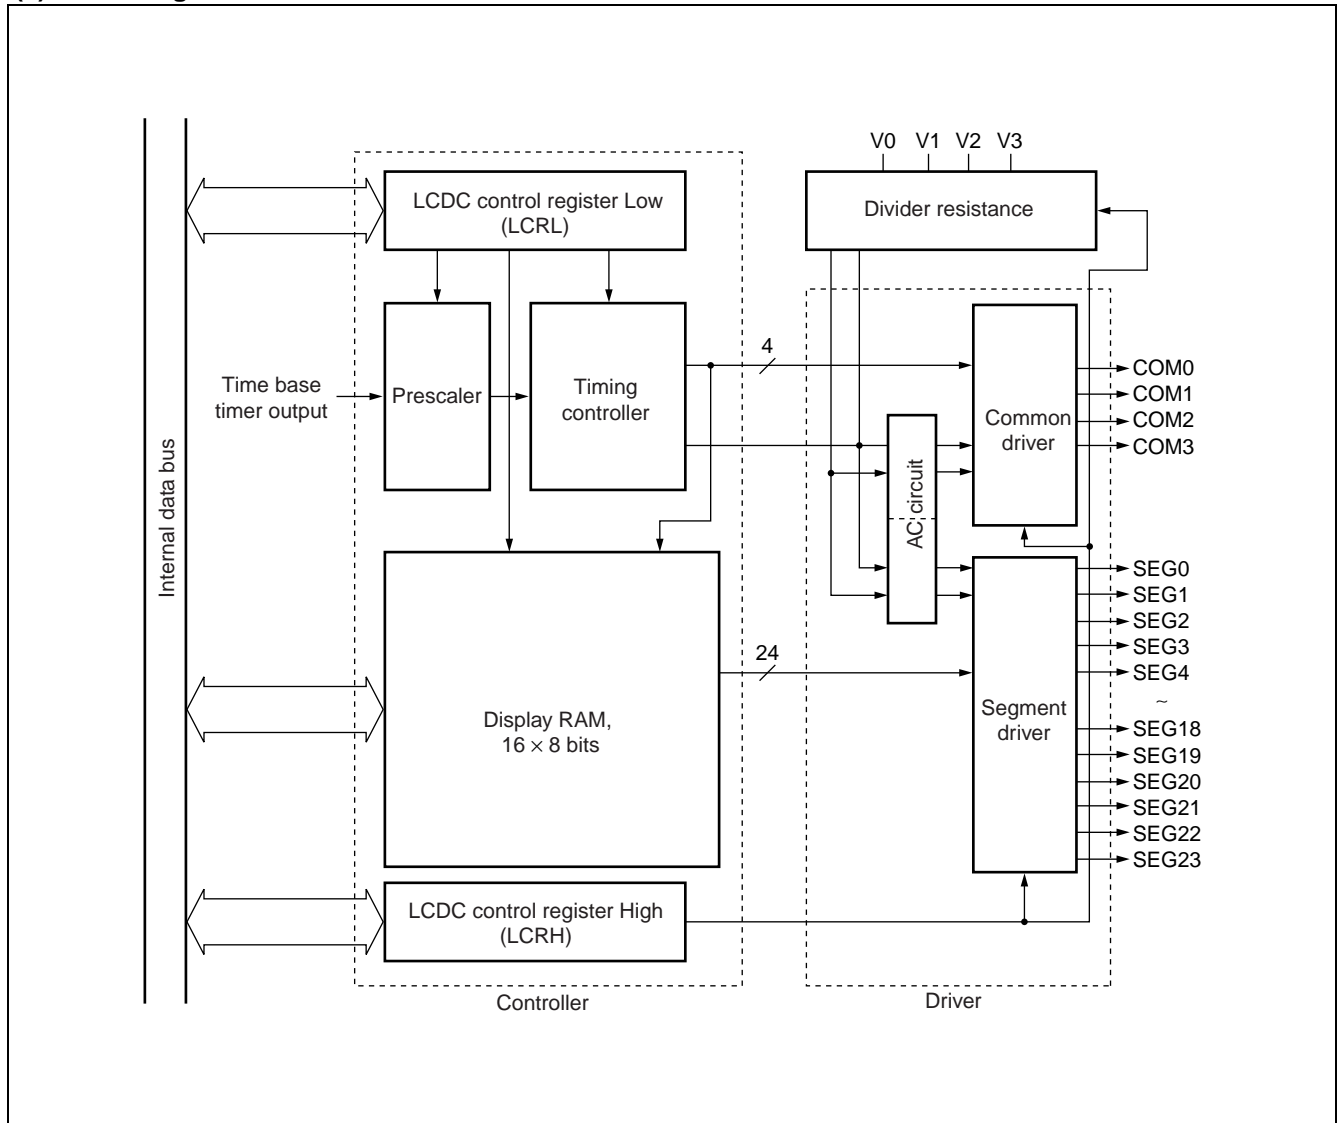 V0 V1 V2 V3
LCDC control register Low
(LCRL)
Divider resistance
4
Time base
timer output
Prescaler
Timing
controller
Common
driver
COM0
COM1
COM2
COM3
Internal data bus
AC circuit
SEG0
SEG1
SEG2
SEG3
SEG4
~
SEG18
SEG19
SEG20
SEG21
SEG22
SEG23
24
Display RAM,
16 × 8 bits
Segment
driver
LCDC control register High
(LCRH)
Controller
Driver